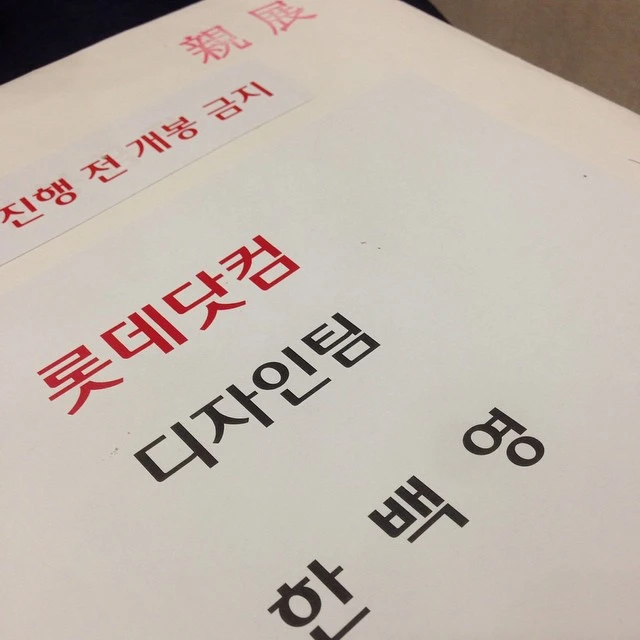 親展
진행 전 개봉 금지
롯데닷컴
디자인팀
한백영